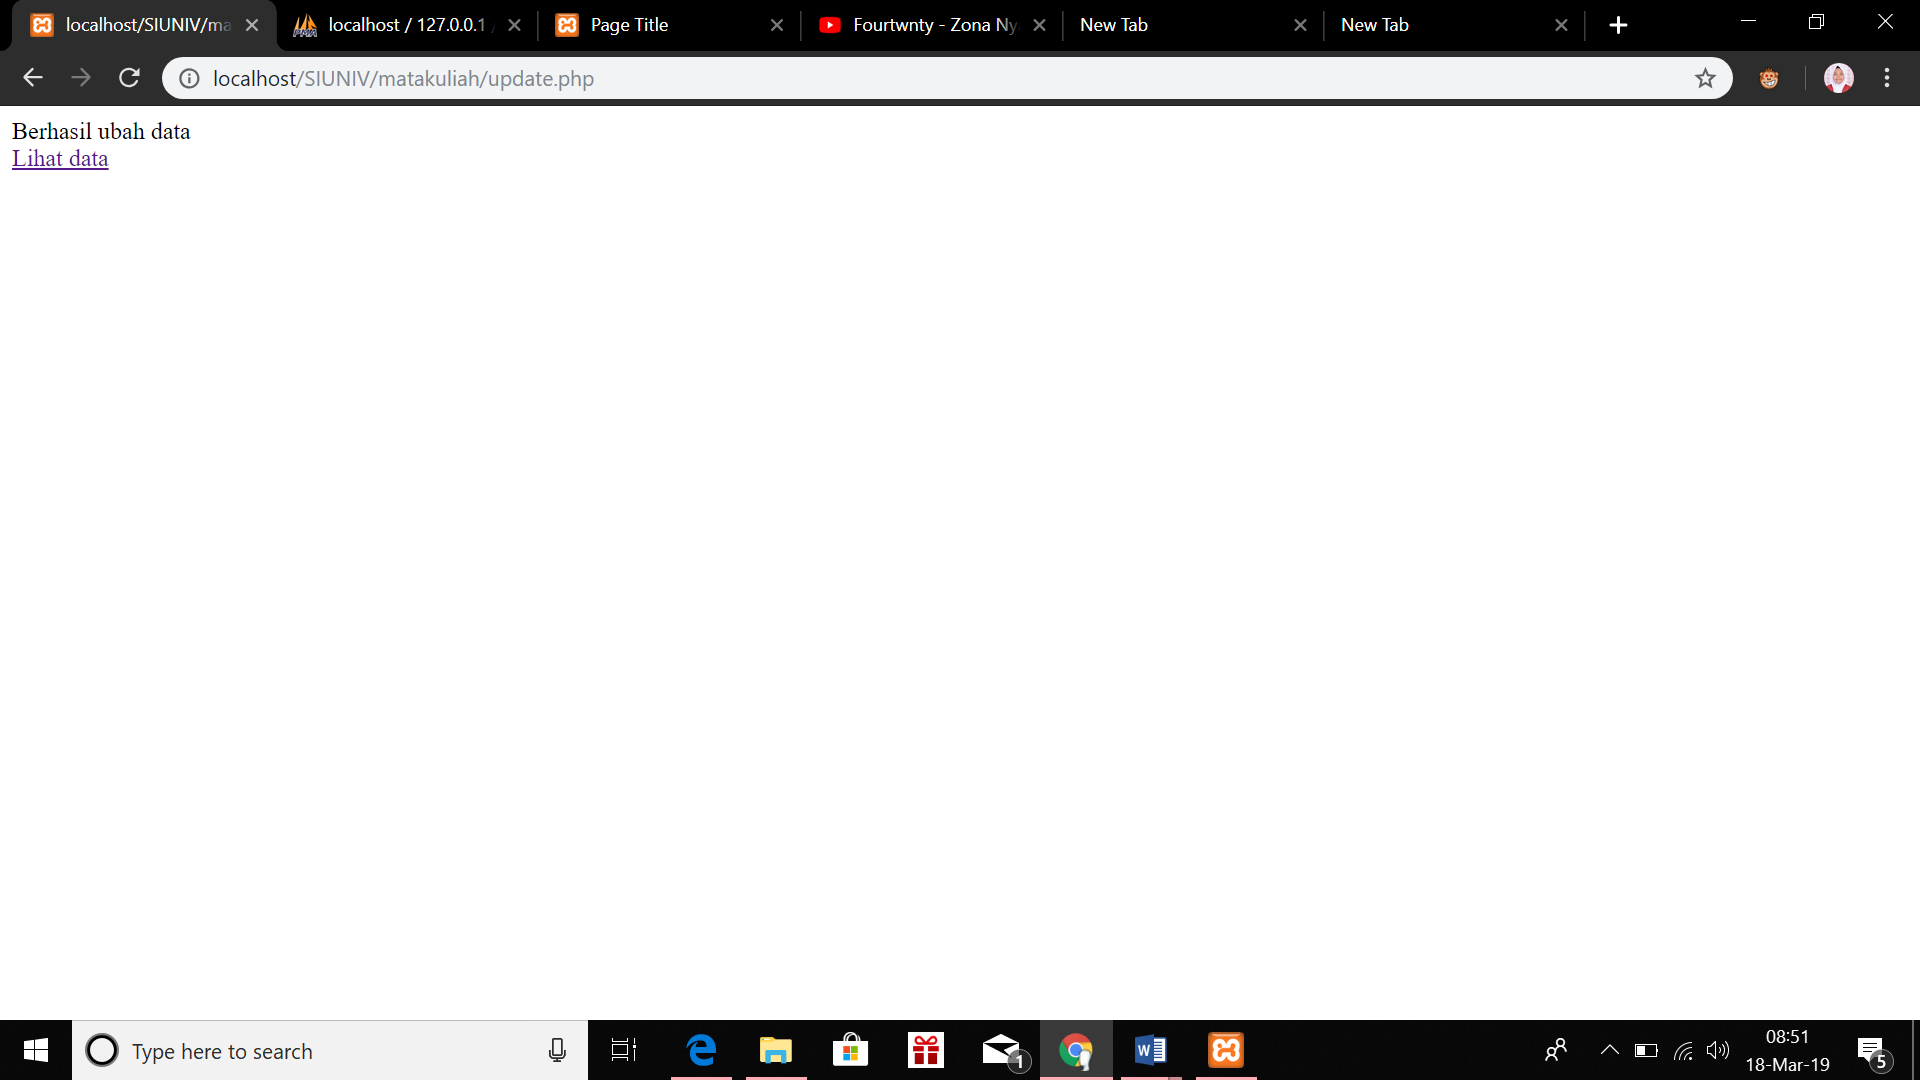 localhost/SIUNIV/ma
localhost / 127.0.0.1
Page Title
Fourtwnty - Zona Ny
New Tab
New Tab
localhost/SIUNIV/matakuliah/update.php
Berhasil ubah data
Lihat data
Type here to search
1
W
08:51
18-Mar-19
5